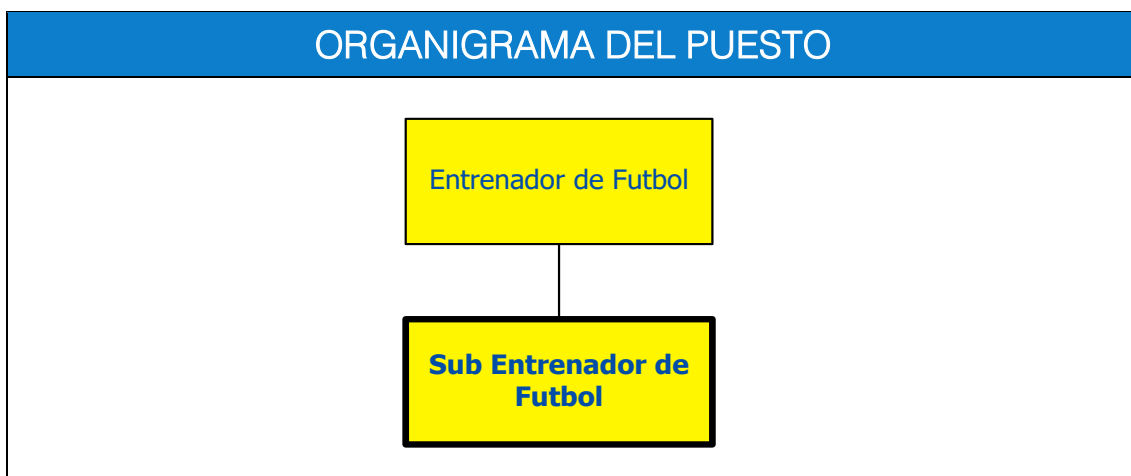 ORGANIGRAMA DEL PUESTO
Entrenador de Futbol
Sub Entrenador de
Futbol